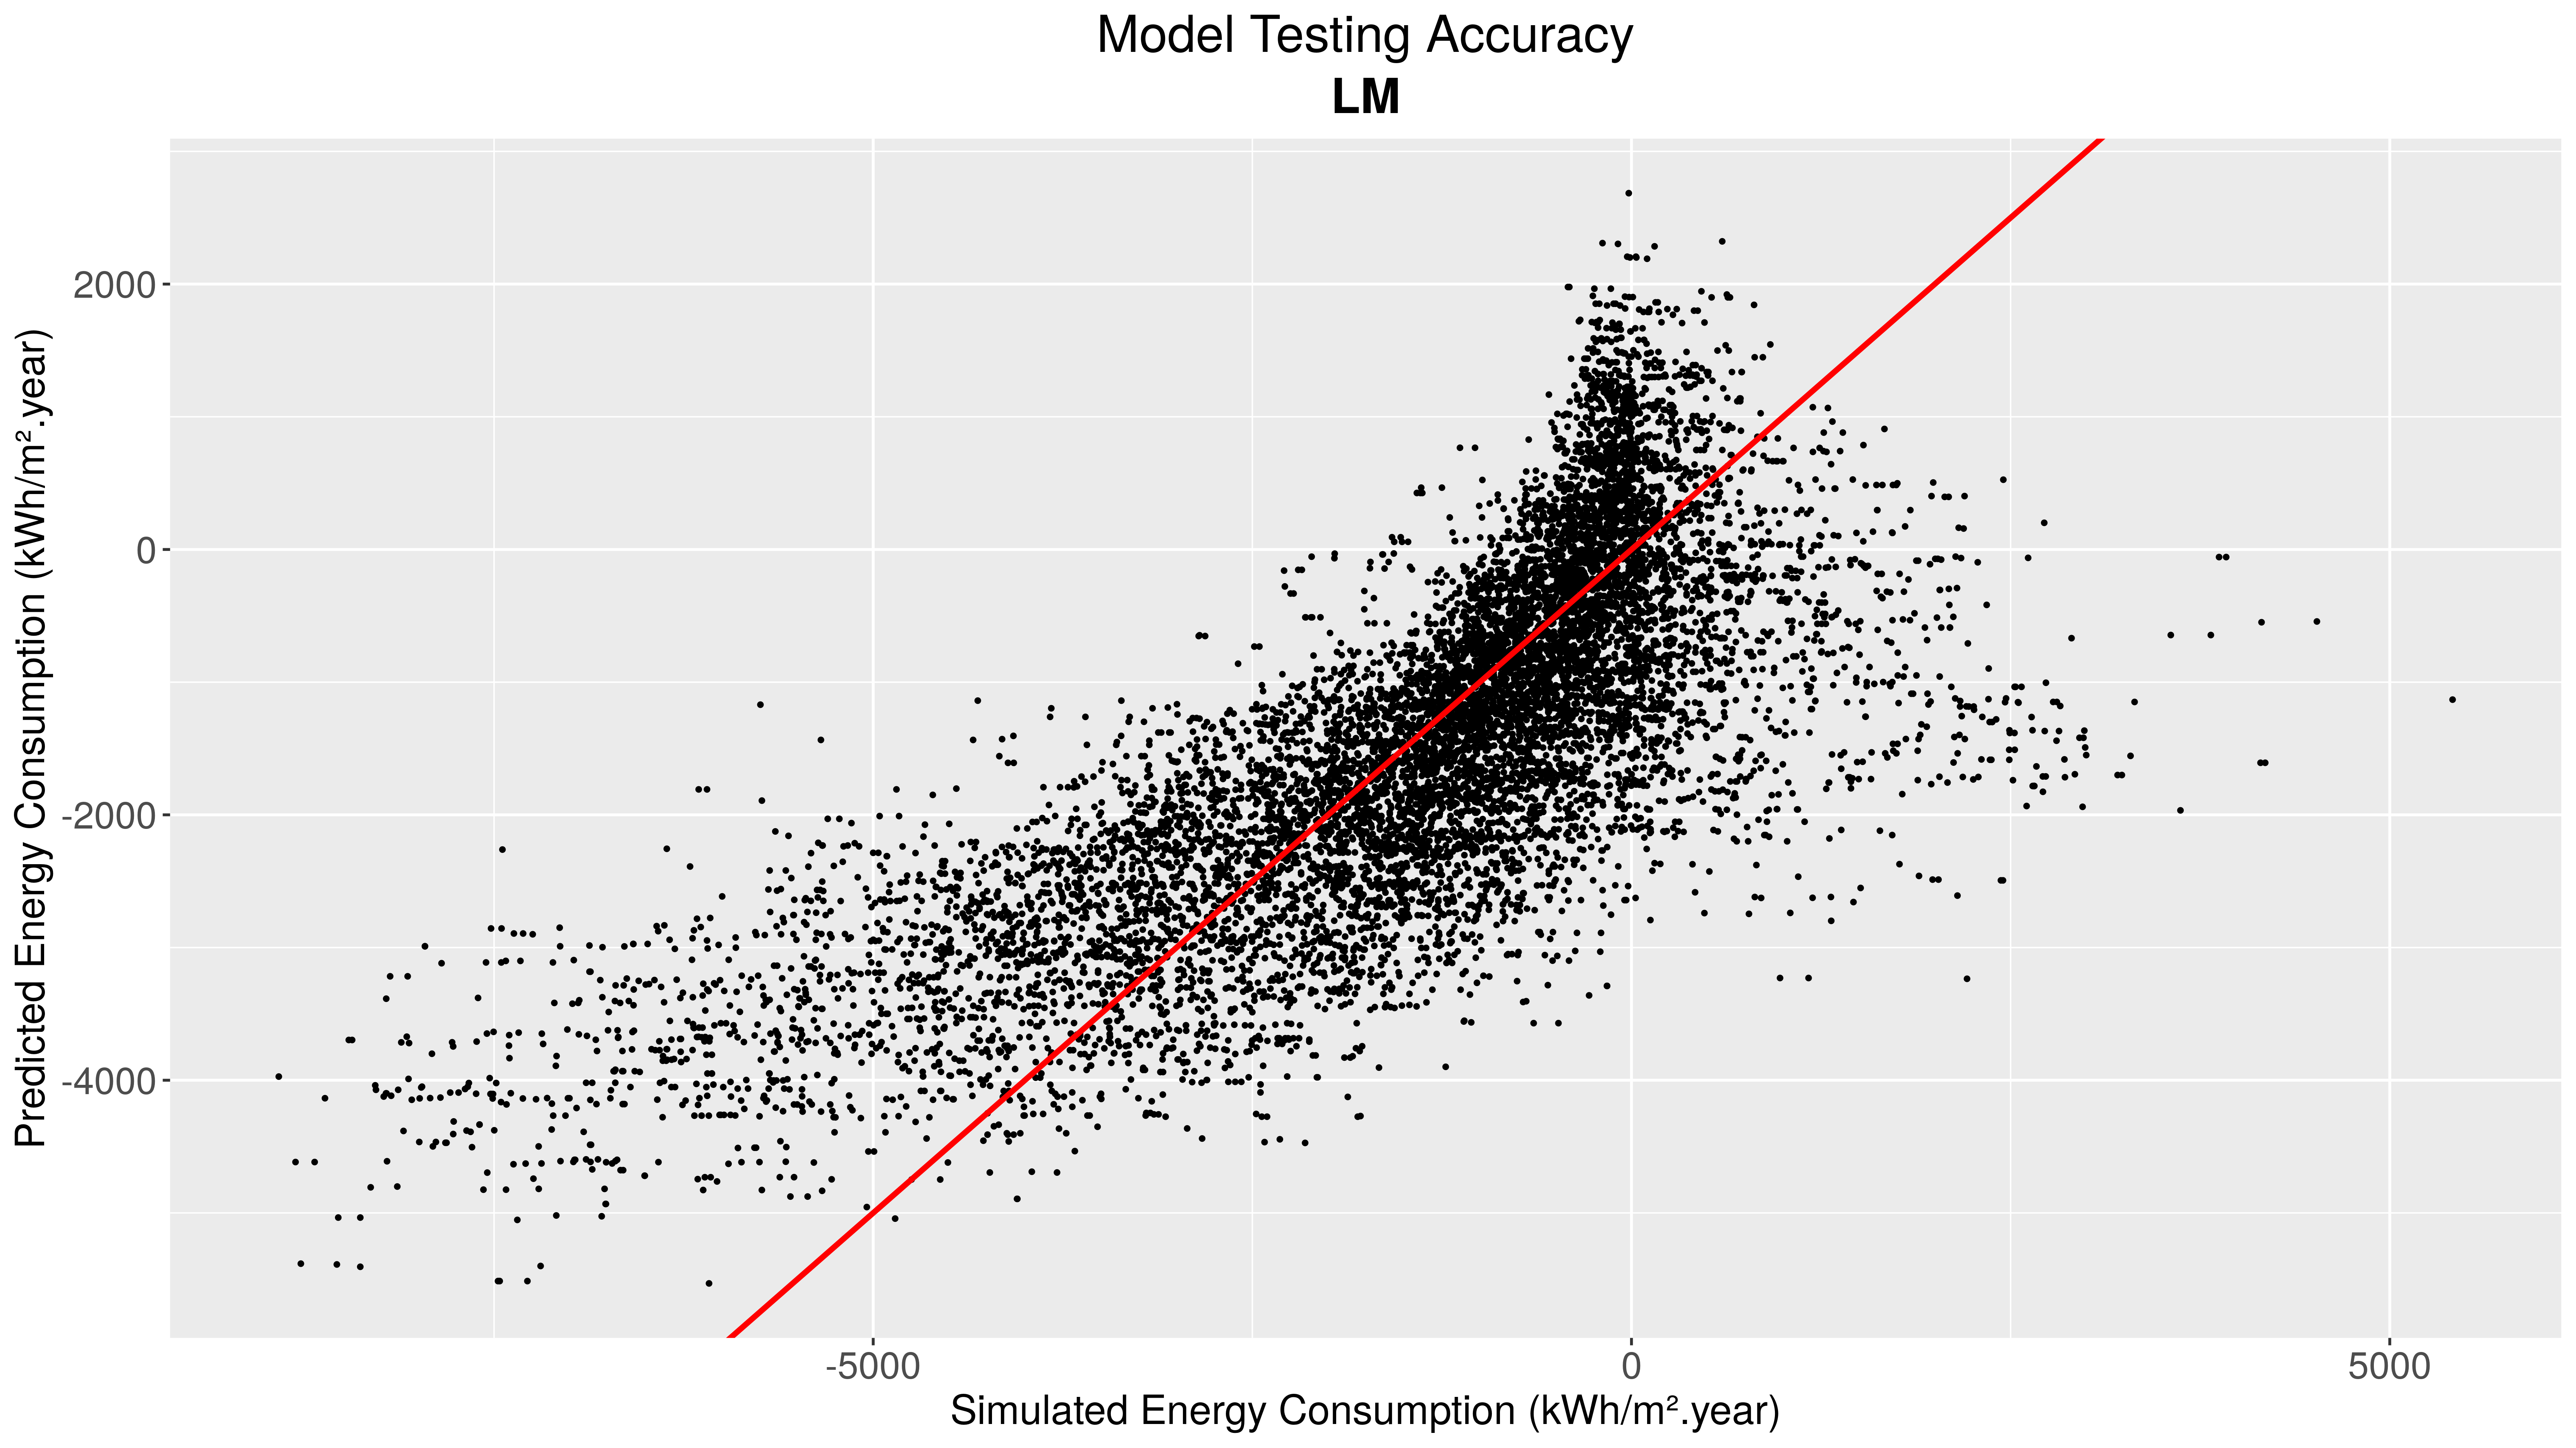 Model Testing Accuracy
LM
Predicted Energy Consumption (kWh/m².year)
2000
0
-2000
-4000
-5000
0
5000
Simulated Energy Consumption (kWh/m².year)